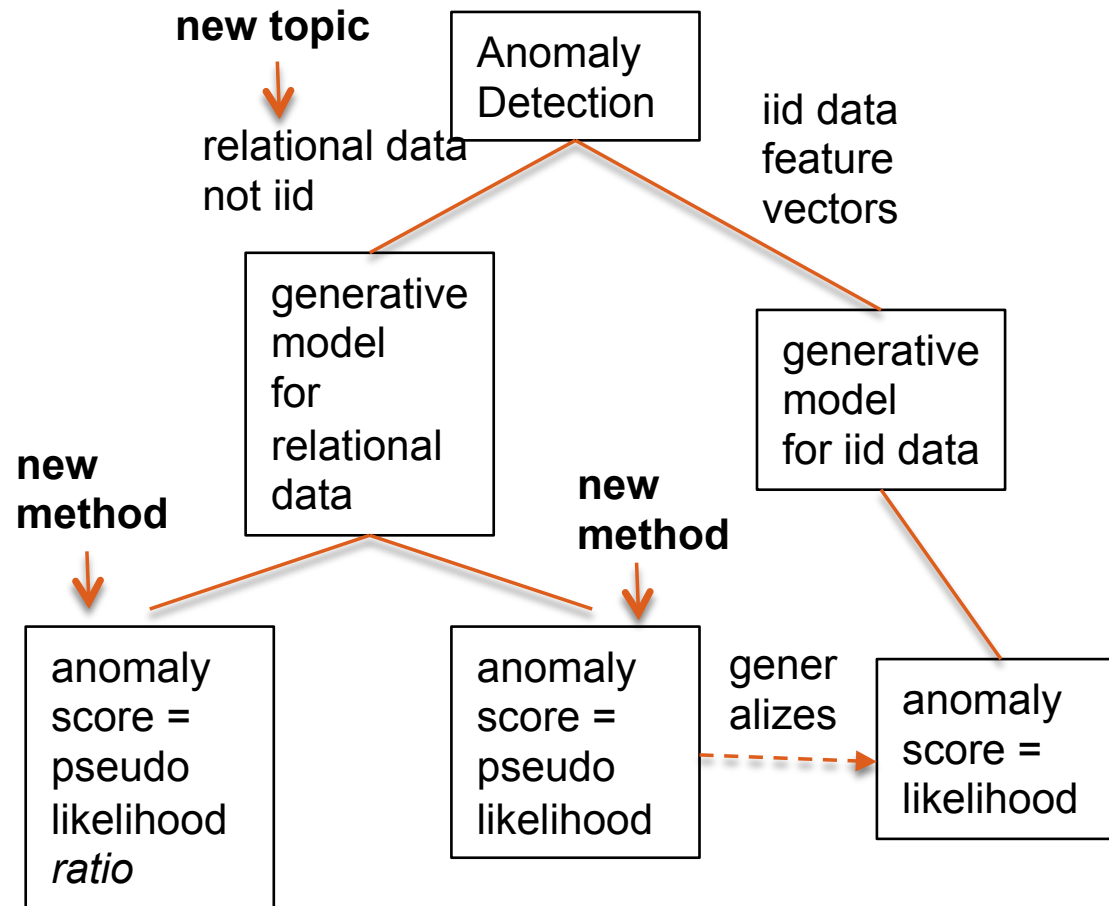 new topic
Anomaly
Detection
relational data
not iid
iid data
feature
vectors
generative
model
for
relational
data
generative
model
for iid data
new
method
new
method
anomaly
score =
pseudo
likelihood
ratio
anomaly
score =
pseudo
likelihood
gener
alizes
anomaly
score =
likelihood